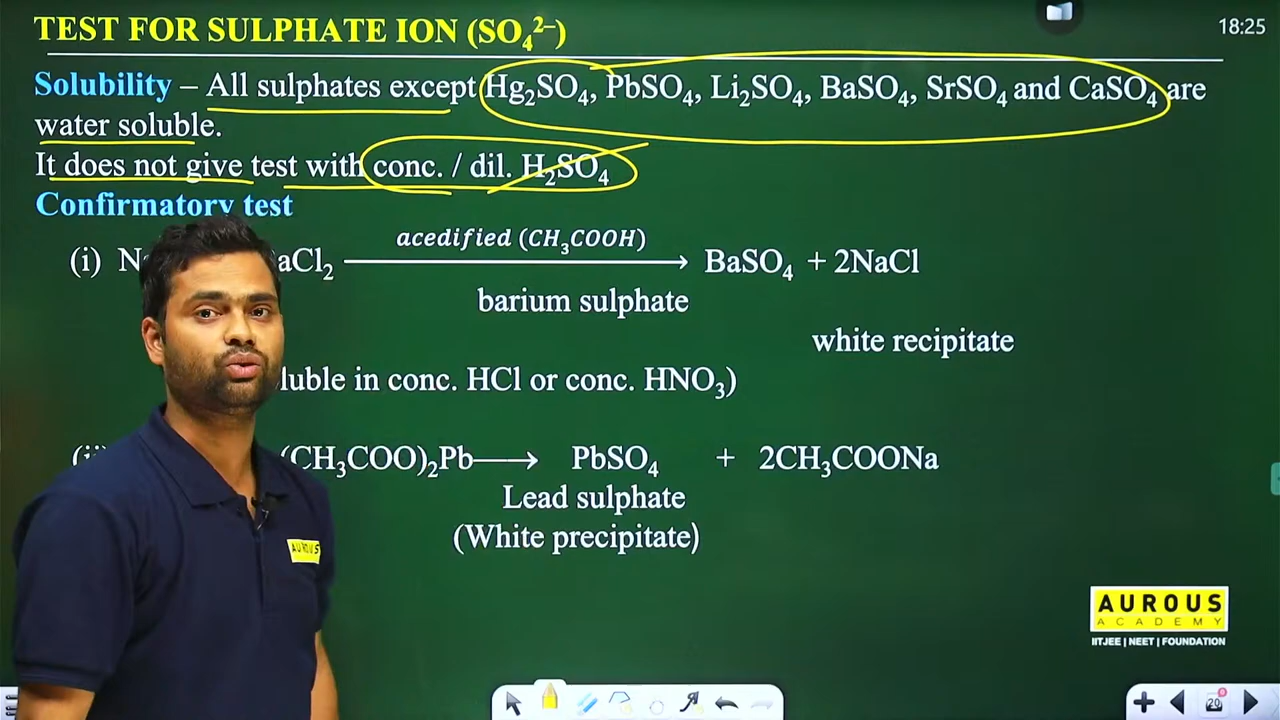 TEST FOR SULPHATE ION (SO₄²⁻)
18:25
Solubility – All sulphates except Hg₂SO₄, PbSO₄, Li₂SO₄, BaSO₄, SrSO₄ and CaSO₄ are
water soluble.
It does not give test with conc. / dil. H₂SO₄
Confirmatory test
acedified (CH₃COOH)
(i) N aCl₂ ⟶ BaSO₄ + 2NaCl
barium sulphate
white recipitate
luble in conc. HCl or conc. HNO₃)
(CH₃COO)₂Pb ⟶ PbSO₄ + 2CH₃COONa
Lead sulphate
(White precipitate)
AUROUS
AUROUS
ACADEMY
IITJEE | NEET | FOUNDATION
20